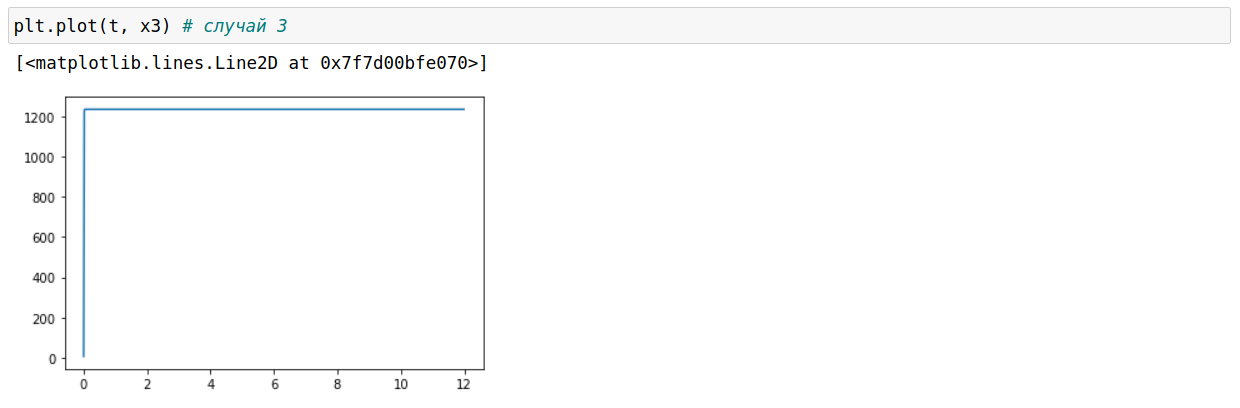 plt.plot(t, x3) # случай 3
[<matplotlib.lines.Line2D at 0x7f7d00bfe070>]
1200
1000
800
600
400
200
0
0 2 4 6 8 10 12